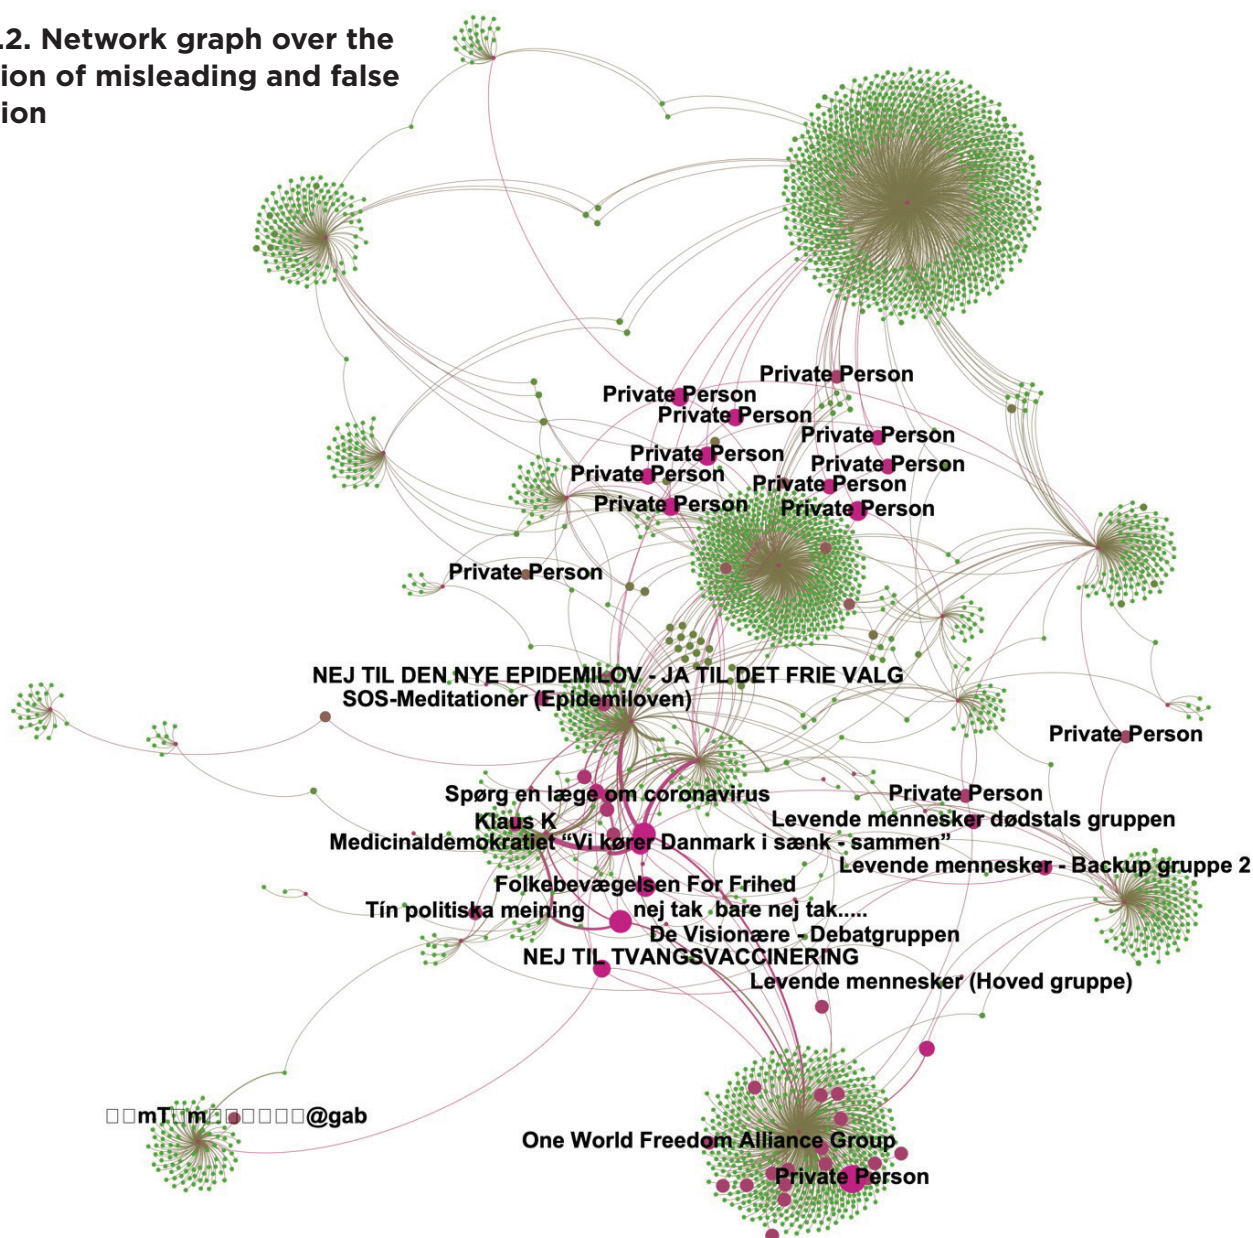 .2. Network graph over the
ion of misleading and false
ion
Private Person
Private Person
Private Person
Private Person
Private Person
Private Person
Private Person
Private Person
Private Person
Private Person
Private Person
NEJ TIL DEN NYE EPIDEMILOV - JA TIL DET FRIE VALG
SOS-Meditationer (Epidemiloven)
Private Person
Spørg en læge om coronavirus
Private Person
Klaus K
Levende mennesker dødstals gruppen
Medicinaldemokratiet “Vi kører Danmark i sænk - sammen”
Levende mennesker - Backup gruppe 2
Folkebevægelsen For Frihed
Tín politiska meining
nej tak bare nej tak.....
De Visionære - Debatgruppen
NEJ TIL TVANGSVACCINERING
Levende mennesker (Hoved gruppe)
□□mT□m□□□□□□□@gab
One World Freedom Alliance Group
Private Person